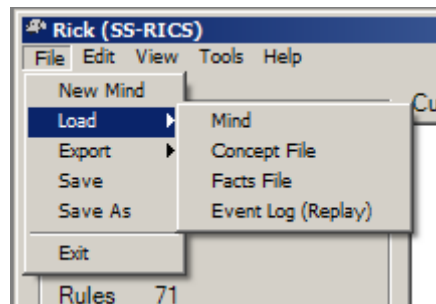 Rick (SS-RICS)
File Edit View Tools Help
New Mind
Cu
Load Mind
Export Concept File
Save Facts File
Save As Event Log (Replay)
Exit
Rules 71